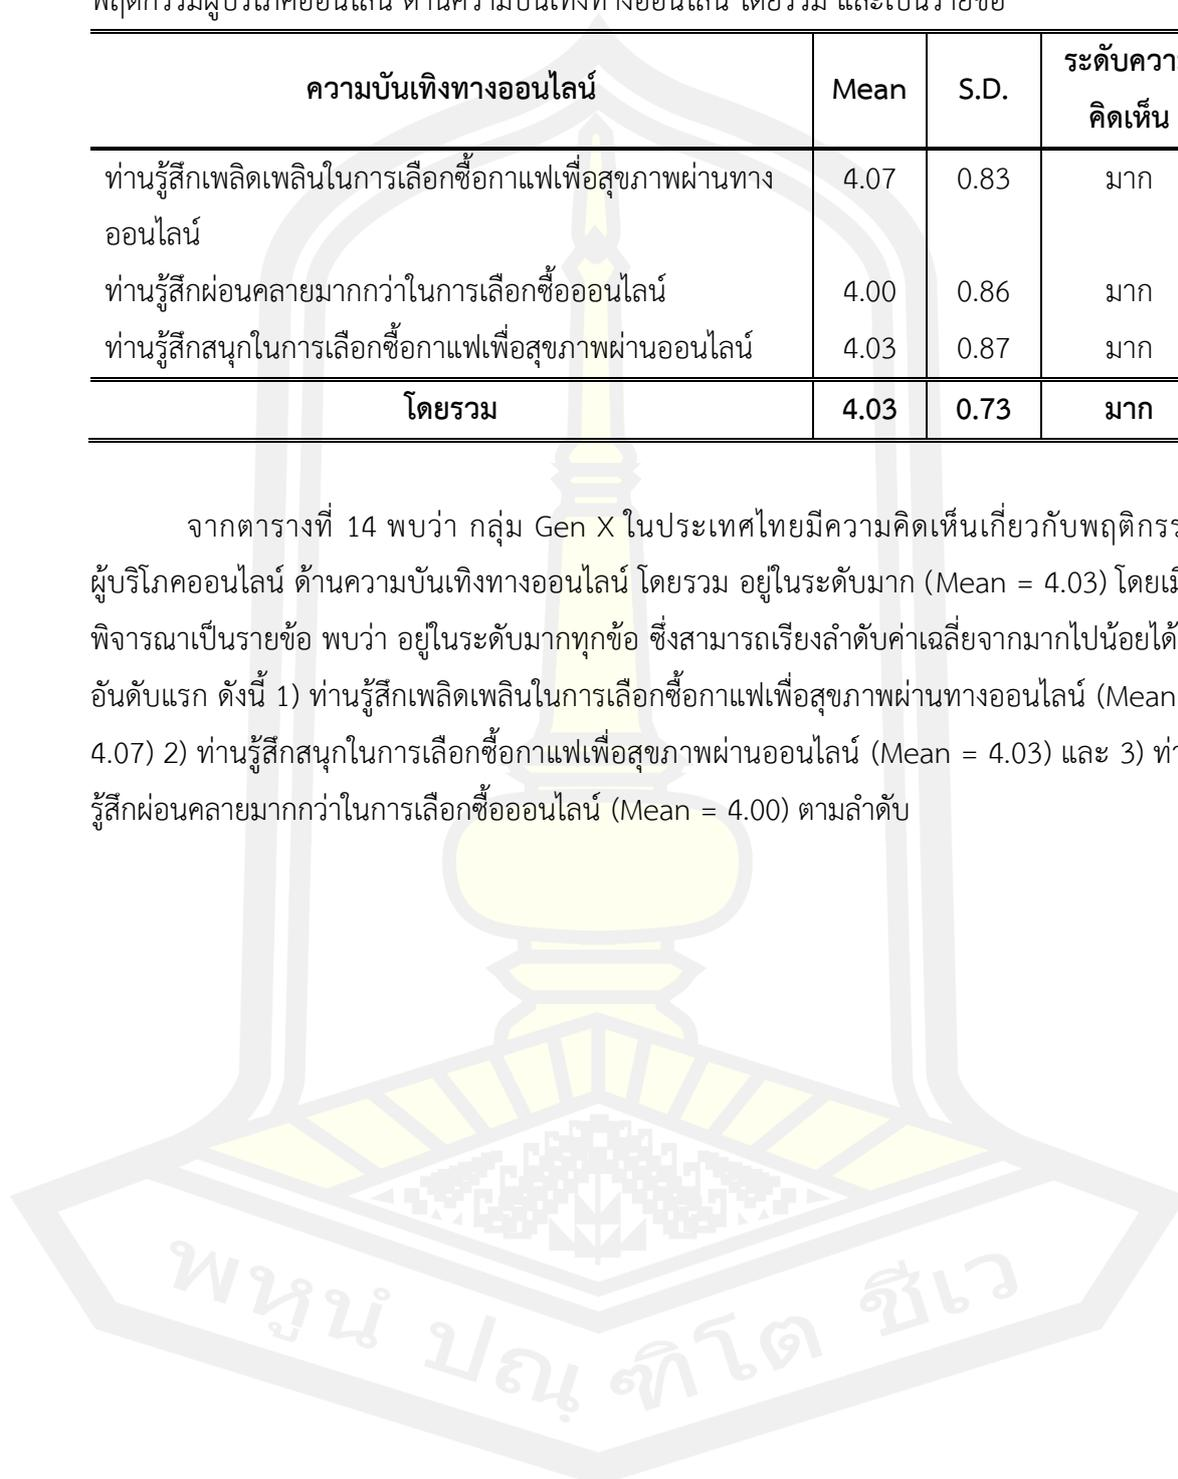 พฤติกรรมผู้บริโภคออนไลน์ ด้านความบันเทิงทางออนไลน์ โดยรวม และเป็นรายข้อ
ความบันเทิงทางออนไลน์ Mean S.D. ระดับความ
คิดเห็น
ท่านรู้สึกเพลิดเพลินในการเลือกซื้อกาแฟเพื่อสุขภาพผ่านทาง 4.07 0.83 มาก
ออนไลน์
ท่านรู้สึกผ่อนคลายมากกว่าในการเลือกซื้อออนไลน์ 4.00 0.86 มาก
ท่านรู้สึกสนุกในการเลือกซื้อกาแฟเพื่อสุขภาพผ่านออนไลน์ 4.03 0.87 มาก
โดยรวม 4.03 0.73 มาก
จากตารางที่ 14 พบว่า กลุ่ม Gen X ในประเทศไทยมีความคิดเห็นเกี่ยวกับพฤติกรร
ผู้บริโภคออนไลน์ ด้านความบันเทิงทางออนไลน์ โดยรวม อยู่ในระดับมาก (Mean = 4.03) โดยเมื
พิจารณาเป็นรายข้อ พบว่า อยู่ในระดับมากทุกข้อ ซึ่งสามารถเรียงลำดับค่าเฉลี่ยจากมากไปน้อยได้
อันดับแรก ดังนี้ 1) ท่านรู้สึกเพลิดเพลินในการเลือกซื้อกาแฟเพื่อสุขภาพผ่านทางออนไลน์ (Mean
4.07) 2) ท่านรู้สึกสนุกในการเลือกซื้อกาแฟเพื่อสุขภาพผ่านออนไลน์ (Mean = 4.03) และ 3) ท่า
รู้สึกผ่อนคลายมากกว่าในการเลือกซื้อออนไลน์ (Mean = 4.00) ตามลำดับ
พหูนํ ปณฺฑิโต ชีเว